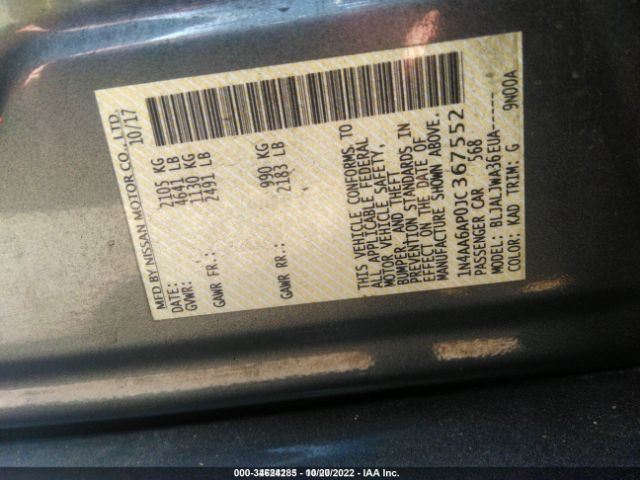 MFD BY NISSAN MOTOR CO., LTD.
DATE: 10/17
GVWR: 2105 KG
4641 LB
GAWR FR.: 1130 KG
2491 LB
GAWR RR.: 990 KG
2183 LB
THIS VEHICLE CONFORMS TO
ALL APPLICABLE FEDERAL
MOTOR VEHICLE SAFETY,
BUMPER, AND THEFT
PREVENTION STANDARDS IN
EFFECT ON THE DATE OF
MANUFACTURE SHOWN ABOVE.
1N4AA6AP0JC367552
PASSENGER CAR 568
MODEL: BLJALJWA36EUA-----
COLOR: KAD TRIM: G 9N00A
10/20/2022 - IAA Inc.